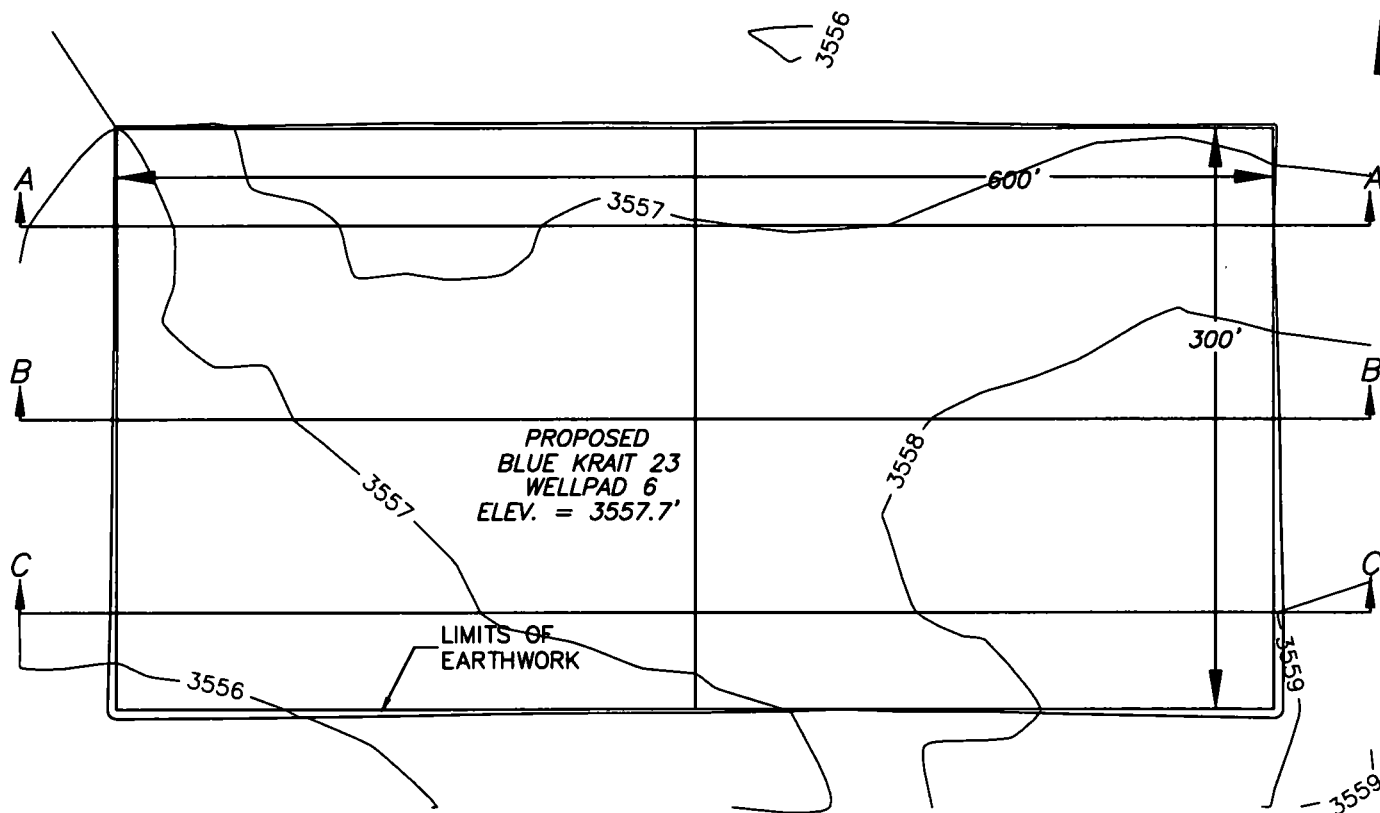 3556
A
A
600'
3557
300'
B
B
PROPOSED
BLUE KRAIT 23
WELLPAD 6
ELEV. = 3557.7'
3558
3557
C
C
LIMITS OF
EARTHWORK
3556
3559
3559